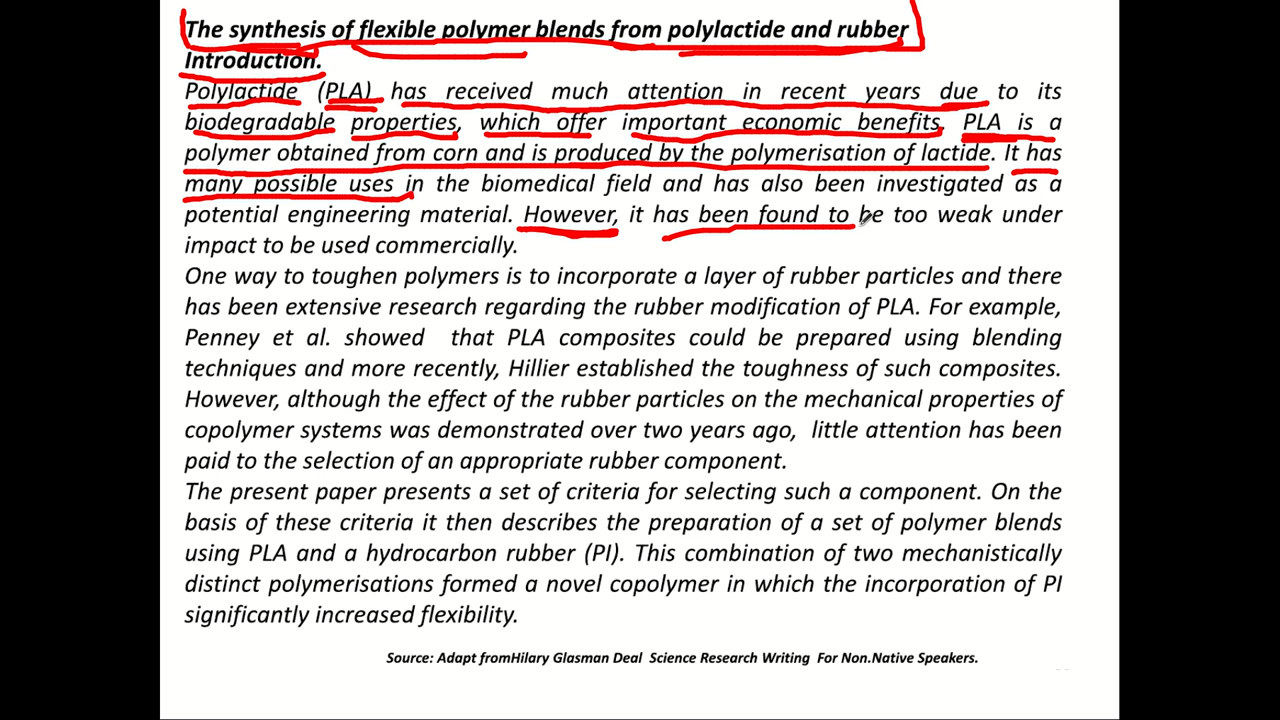 The synthesis of flexible polymer blends from polylactide and rubber
Introduction.
Polylactide (PLA) has received much attention in recent years due to its
biodegradable properties, which offer important economic benefits. PLA is a
polymer obtained from corn and is produced by the polymerisation of lactide. It has
many possible uses in the biomedical field and has also been investigated as a
potential engineering material. However, it has been found to be too weak under
impact to be used commercially.
One way to toughen polymers is to incorporate a layer of rubber particles and there
has been extensive research regarding the rubber modification of PLA. For example,
Penney et al. showed that PLA composites could be prepared using blending
techniques and more recently, Hillier established the toughness of such composites.
However, although the effect of the rubber particles on the mechanical properties of
copolymer systems was demonstrated over two years ago, little attention has been
paid to the selection of an appropriate rubber component.
The present paper presents a set of criteria for selecting such a component. On the
basis of these criteria it then describes the preparation of a set of polymer blends
using PLA and a hydrocarbon rubber (PI). This combination of two mechanistically
distinct polymerisations formed a novel copolymer in which the incorporation of PI
significantly increased flexibility.
Source: Adapt fromHilary Glasman Deal Science Research Writing For Non.Native Speakers.